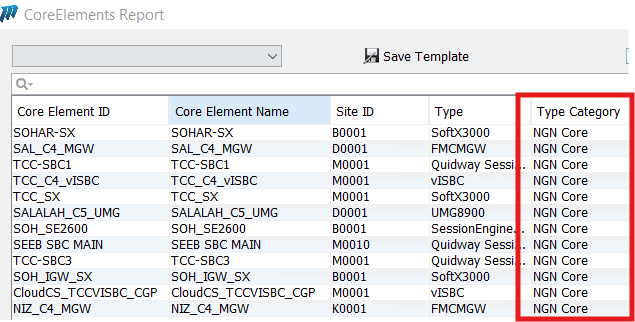 CoreElements Report
Save Template
Core Element ID Core Element Name Site ID Type Type Category
SOHAR-SX SOHAR-SX B0001 SoftX3000 NGN Core
SAL_C4_MGW SAL_C4_MGW D0001 FMCMGW NGN Core
TCC-SBC1 TCC-SBC1 M0001 Quidway Sessi... NGN Core
TCC_C4_vISBC TCC_C4_vISBC M0001 vISBC NGN Core
TCC_SX TCC_SX M0001 SoftX3000 NGN Core
SALALAH_C5_UMG SALALAH_C5_UMG D0001 UMG8900 NGN Core
SOH_SE2600 SOH_SE2600 B0001 SessionEngine... NGN Core
SEEB SBC MAIN SEEB SBC MAIN M0010 Quidway Sessi... NGN Core
TCC-SBC3 TCC-SBC3 M0001 Quidway Sessi... NGN Core
SOH_IGW_SX SOH_IGW_SX B0001 SoftX3000 NGN Core
CloudCS_TCCVISBC_CGP CloudCS_TCCVISBC_CGP M0001 vISBC NGN Core
NIZ_C4_MGW NIZ_C4_MGW K0001 FMCMGW NGN Core